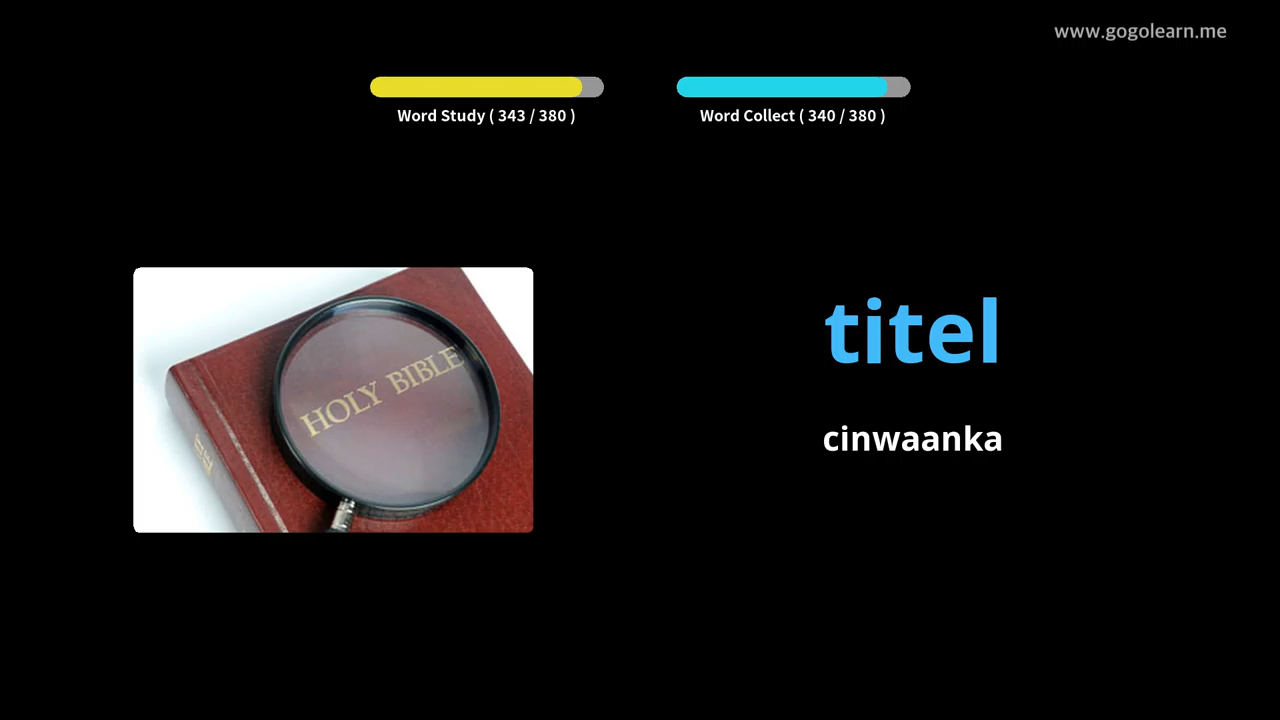 www.gogolearn.me
Word Study ( 343 / 380 )
Word Collect ( 340 / 380 )
HOLY BIBLE
titel
cinwaanka